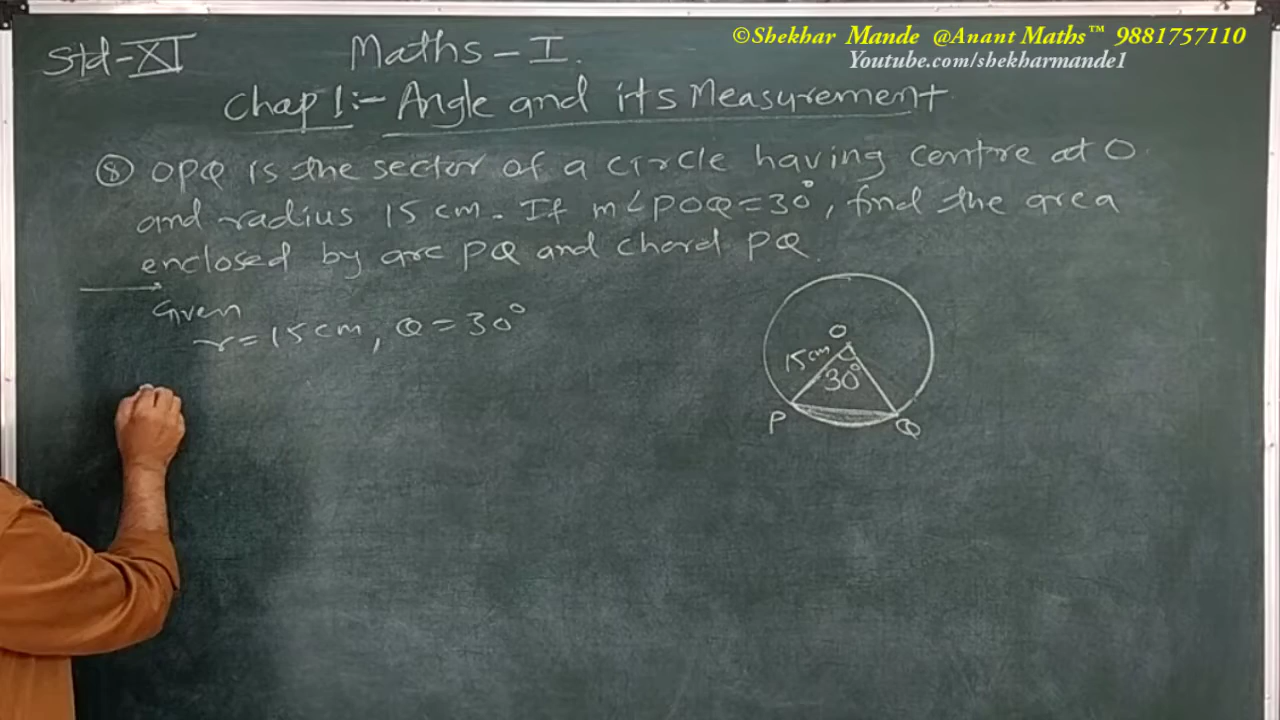 ©Shekhar Mande @Anant Maths™ 9881757110
Youtube.com/shekharmande1
Std-XI Maths-I.
Chap 1:- Angle and its Measurement
⑧ OPQ is the sector of a circle having centre at O
and radius 15 cm. If m∠POQ=30°, find the area
enclosed by arc PQ and chord PQ.
Given
r=15cm, θ=30°
O
15cm
30°
P Q